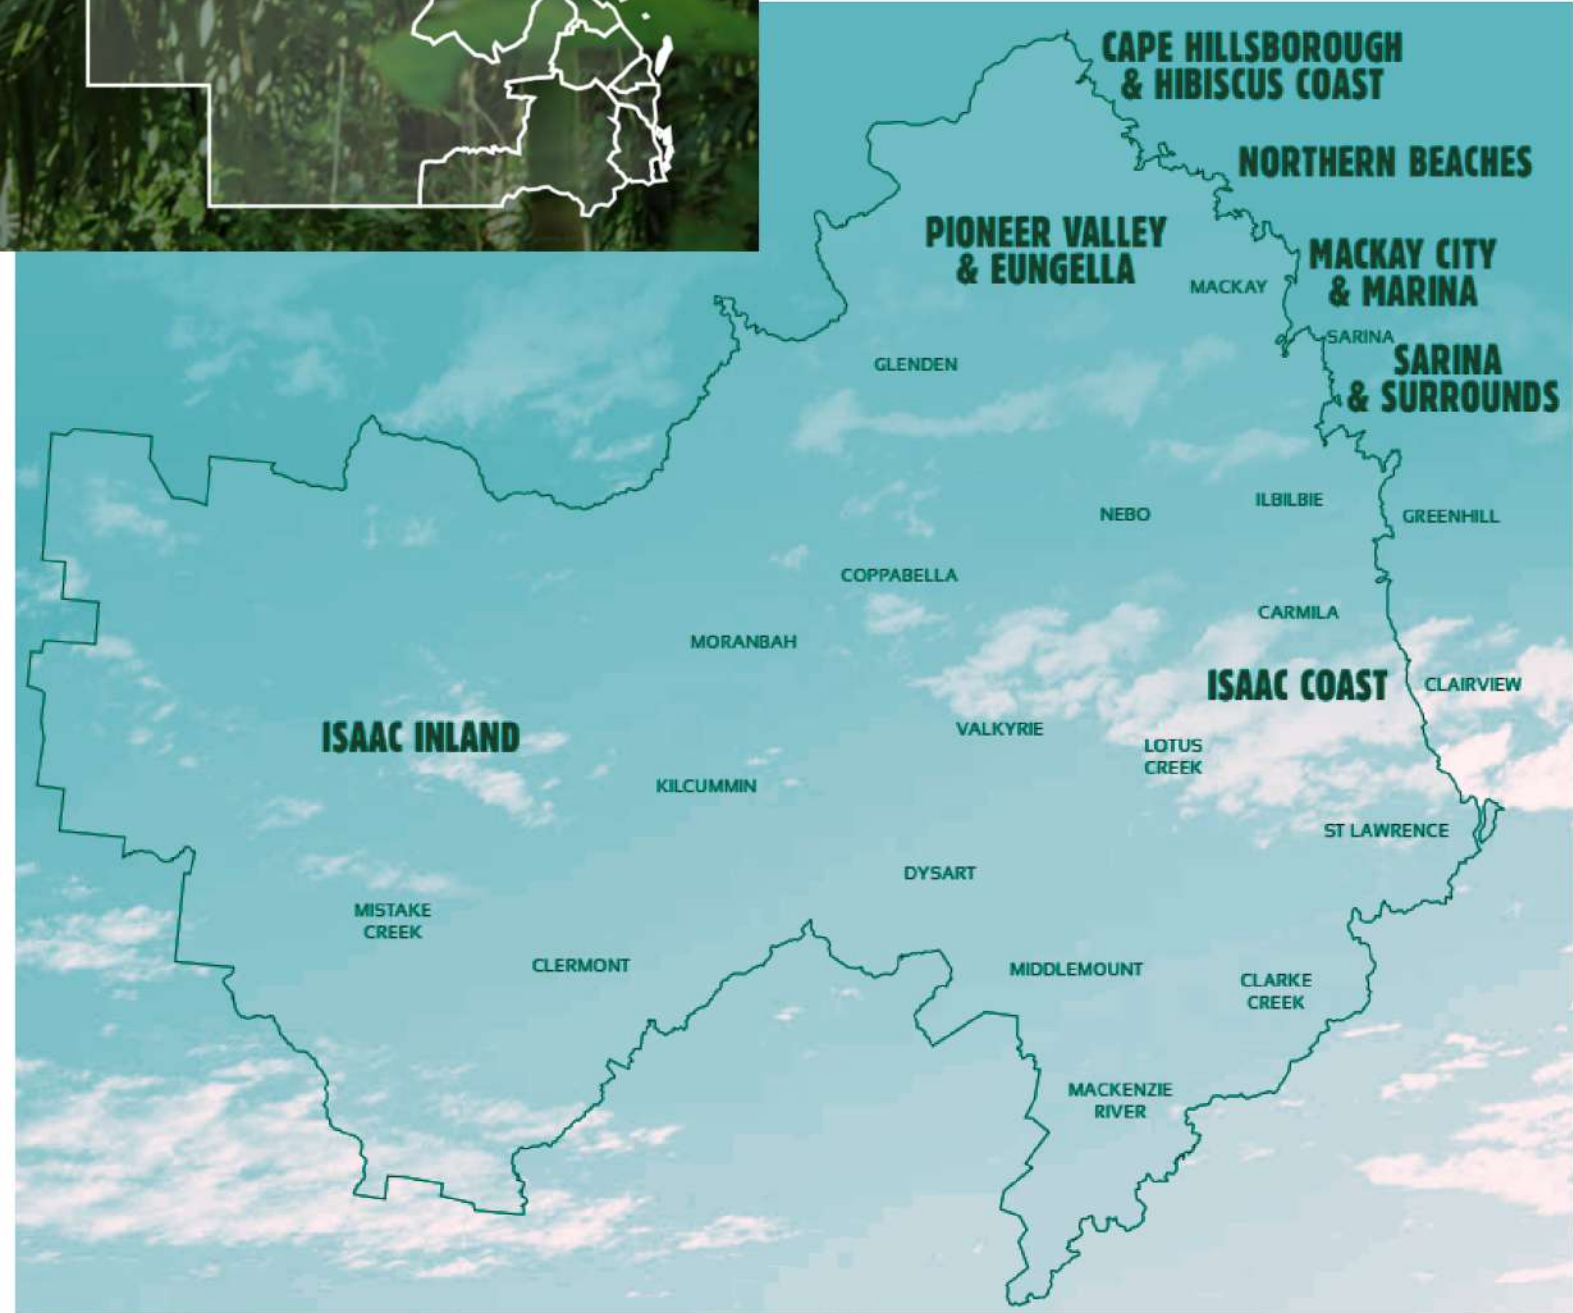 CAPE HILLSBOROUGH
& HIBISCUS COAST
NORTHERN BEACHES
PIONEER VALLEY
& EUNGELLA
MACKAY CITY
& MARINA
MACKAY
SARINA
SARINA
& SURROUNDS
GLENDEN
NEBO
ILBILBIE
GREENHILL
COPPABELLA
CARMILA
MORANBAH
ISAAC COAST
CLAIRVIEW
ISAAC INLAND
VALKYRIE
LOTUS
CREEK
KILCUMMIN
ST LAWRENCE
DYSART
MISTAKE
CREEK
CLERMONT
MIDDLEMOUNT
CLARKE
CREEK
MACKENZIE
RIVER